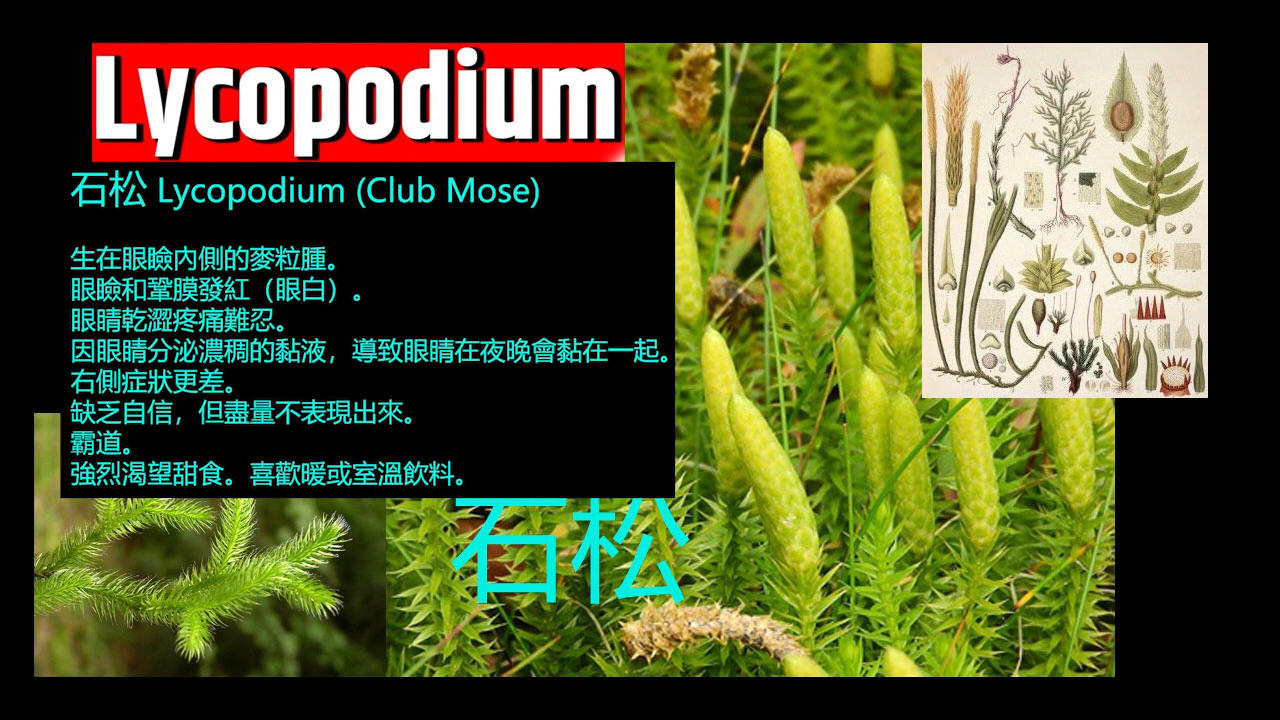 Lycopodium
石松 Lycopodium (Club Mose)
生在眼瞼內側的麥粒腫。
眼瞼和鞏膜發紅（眼白）。
眼睛乾澀疼痛難忍。
因眼睛分泌濃稠的黏液，導致眼睛在夜晚會黏在一起。
右側症狀更差。
缺乏自信，但盡量不表現出來。
霸道。
強烈渴望甜食。喜歡暖或室溫飲料。
石松